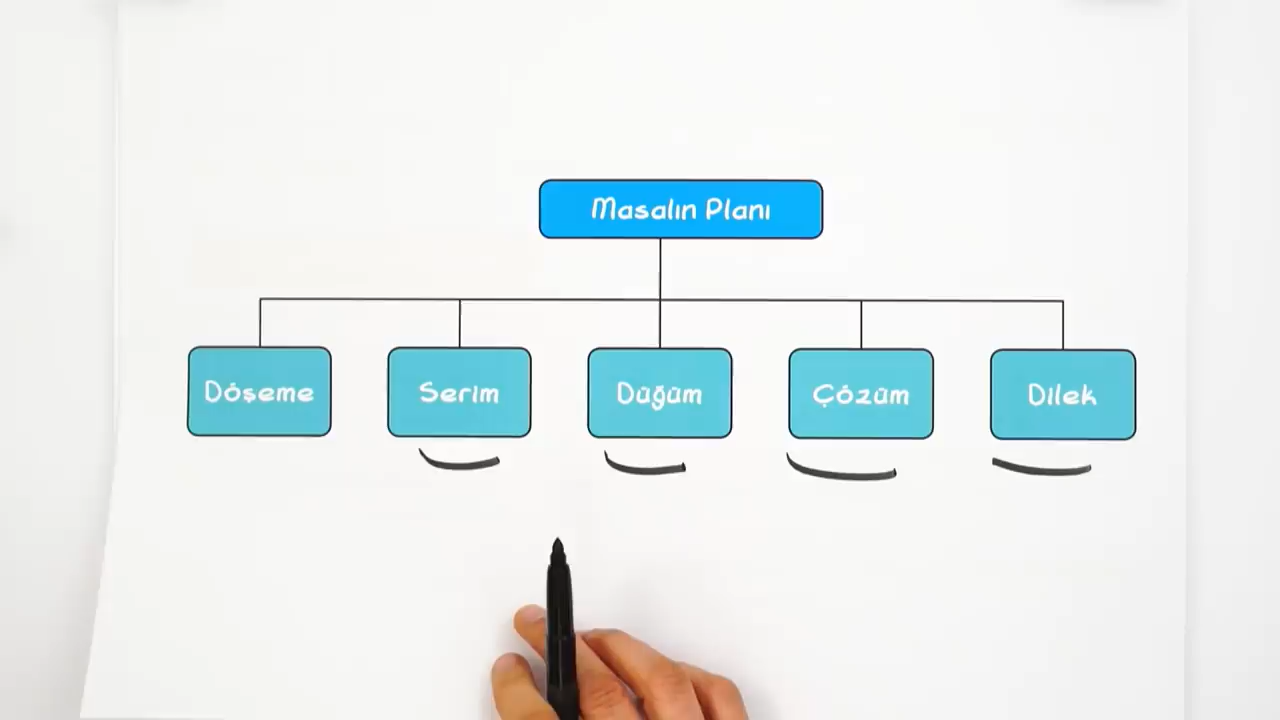 Masalın Planı
Döşeme
Serim
Düğüm
Çözüm
Dilek